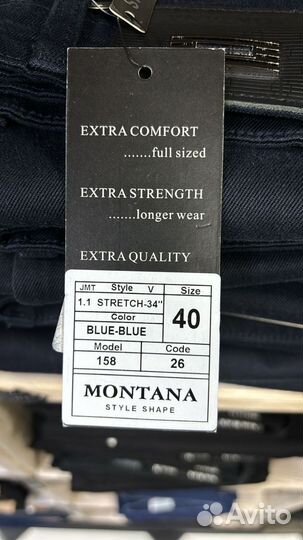 EXTRA COMFORT
.......full sized
EXTRA STRENGTH
.......longer wear
EXTRA QUALITY
JMT Style V Size
1.1 STRETCH-34" 40
Color
BLUE-BLUE
Model Code
158 26
MONTANA
STYLE SHAPE
Avito